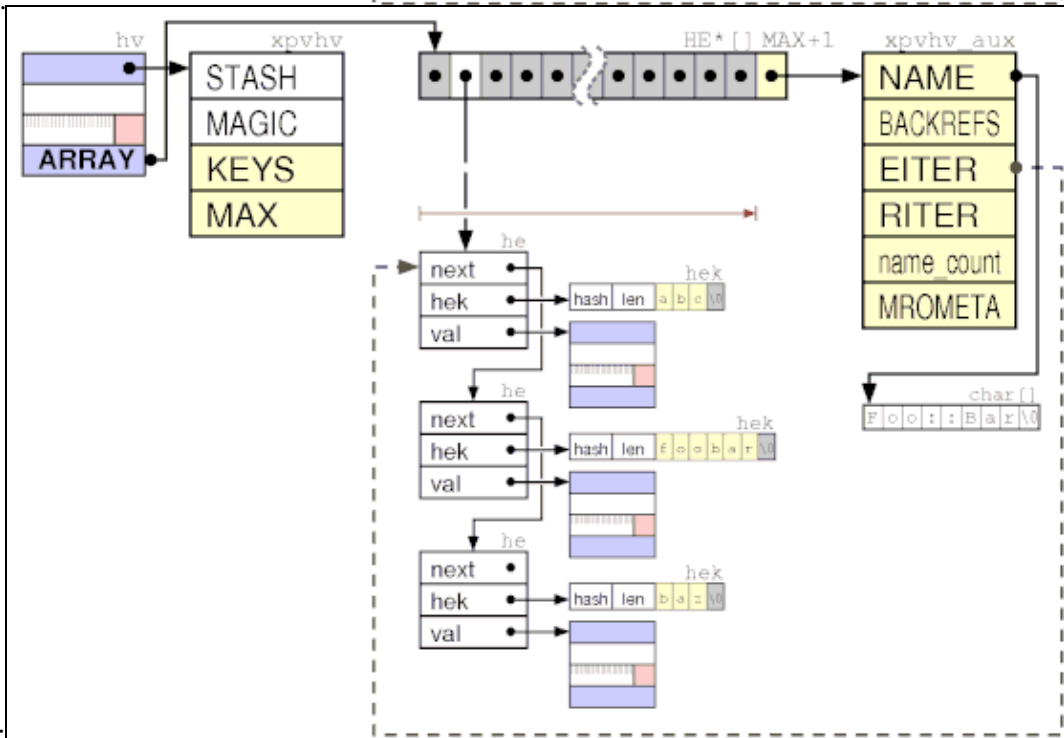 hv
xpvhv
HE*[] MAX+1
xpvhv_aux
STASH
MAGIC
KEYS
MAX
ARRAY
NAME
BACKREFS
EITER
RITER
name_count
MROMETA
he
next
hek
val
hek
hash len a b c \0
char[]
F o o : : B a r \0
he
next
hek
val
hek
hash len f o o b a r \0
he
next
hek
val
hek
hash len b a z \0